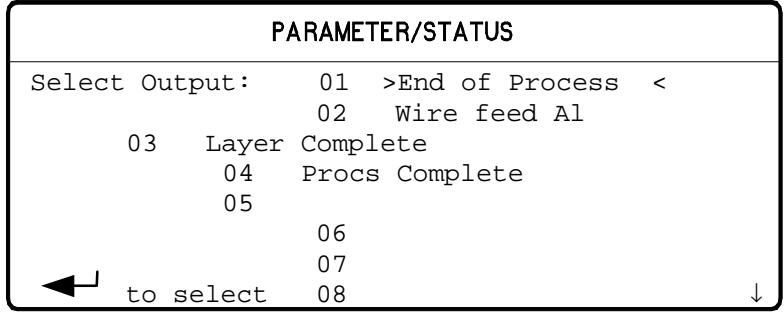 PARAMETER/STATUS
Select Output: 01 >End of Process <
02 Wire feed Al
03 Layer Complete
04 Procs Complete
05
06
07
to select 08 ↓